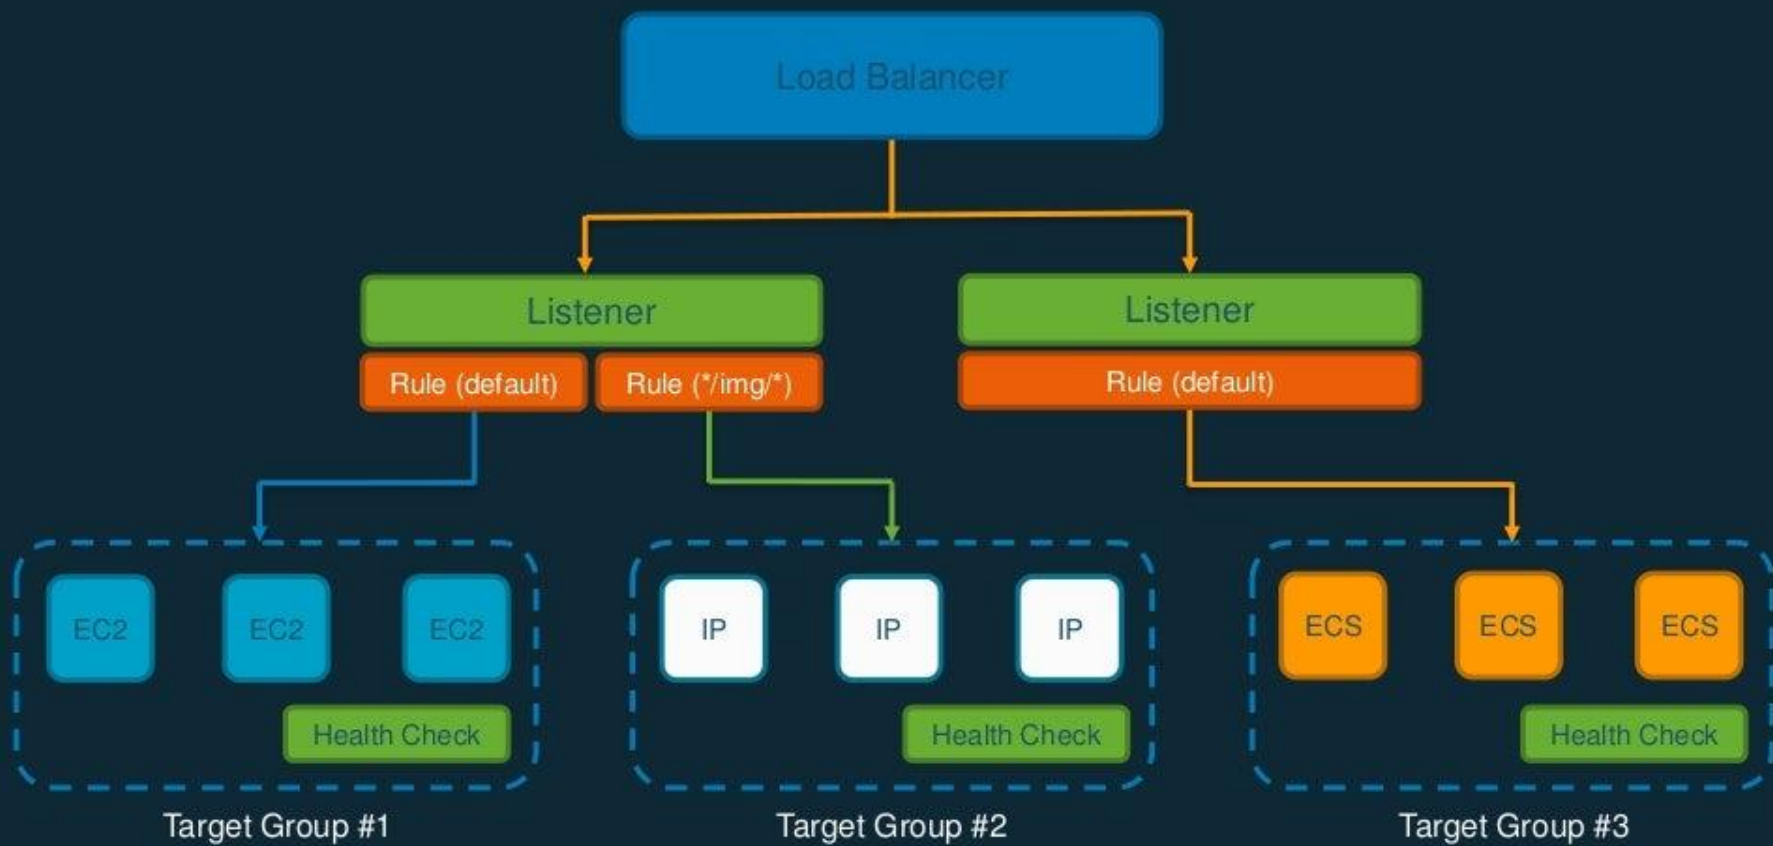 Load Balancer
Listener
Listener
Rule (default)
Rule (*/img/*)
Rule (default)
EC2
EC2
EC2
IP
IP
IP
ECS
ECS
ECS
Health Check
Health Check
Health Check
Target Group #1
Target Group #2
Target Group #3